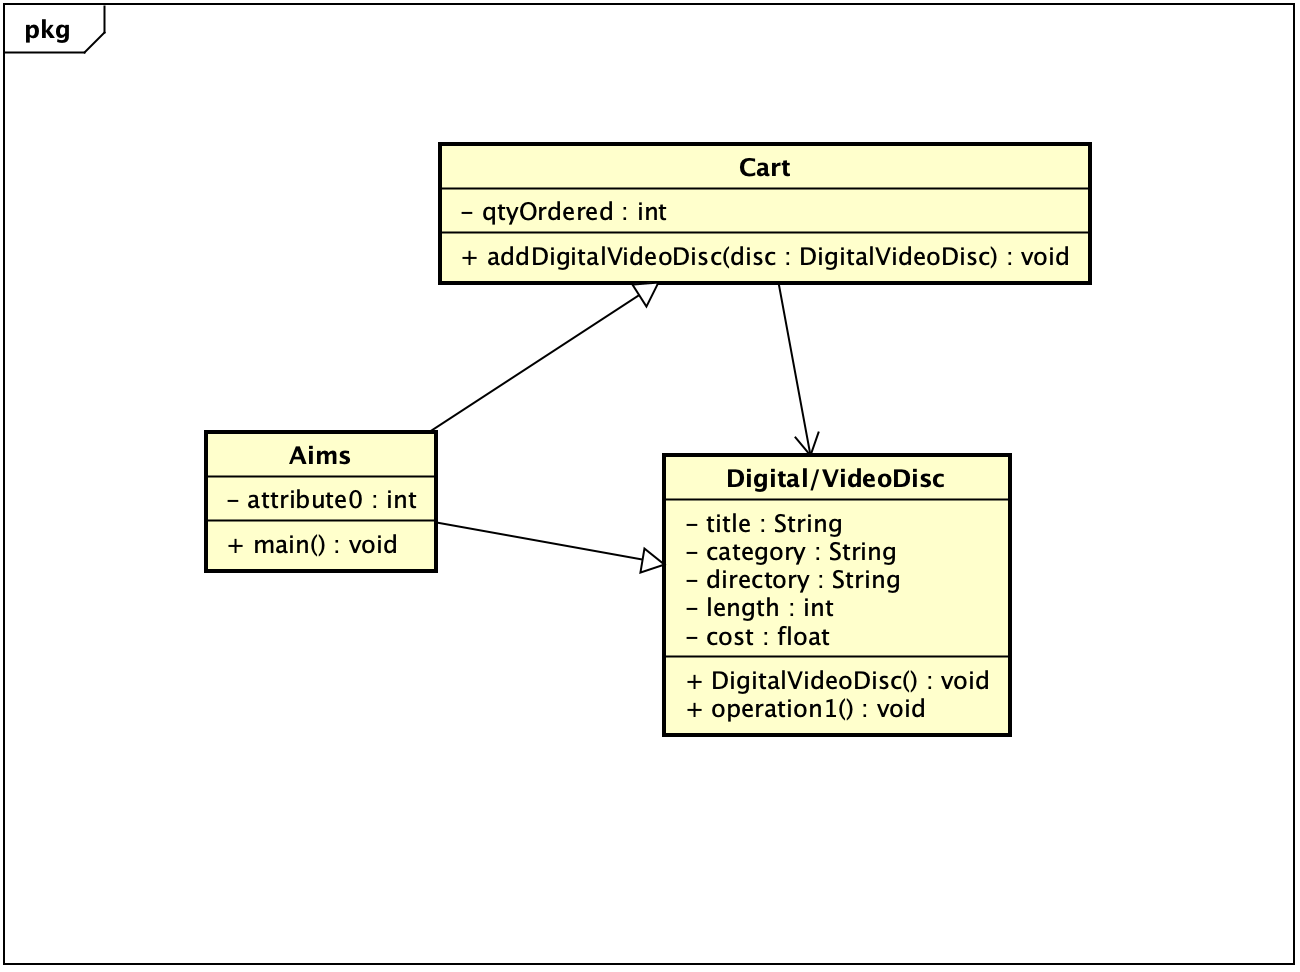 pkg
Cart
- qtyOrdered : int
+ addDigitalVideoDisc(disc : DigitalVideoDisc) : void
Aims
- attribute0 : int
+ main() : void
Digital/VideoDisc
- title : String
- category : String
- directory : String
- length : int
- cost : float
+ DigitalVideoDisc() : void
+ operation1() : void